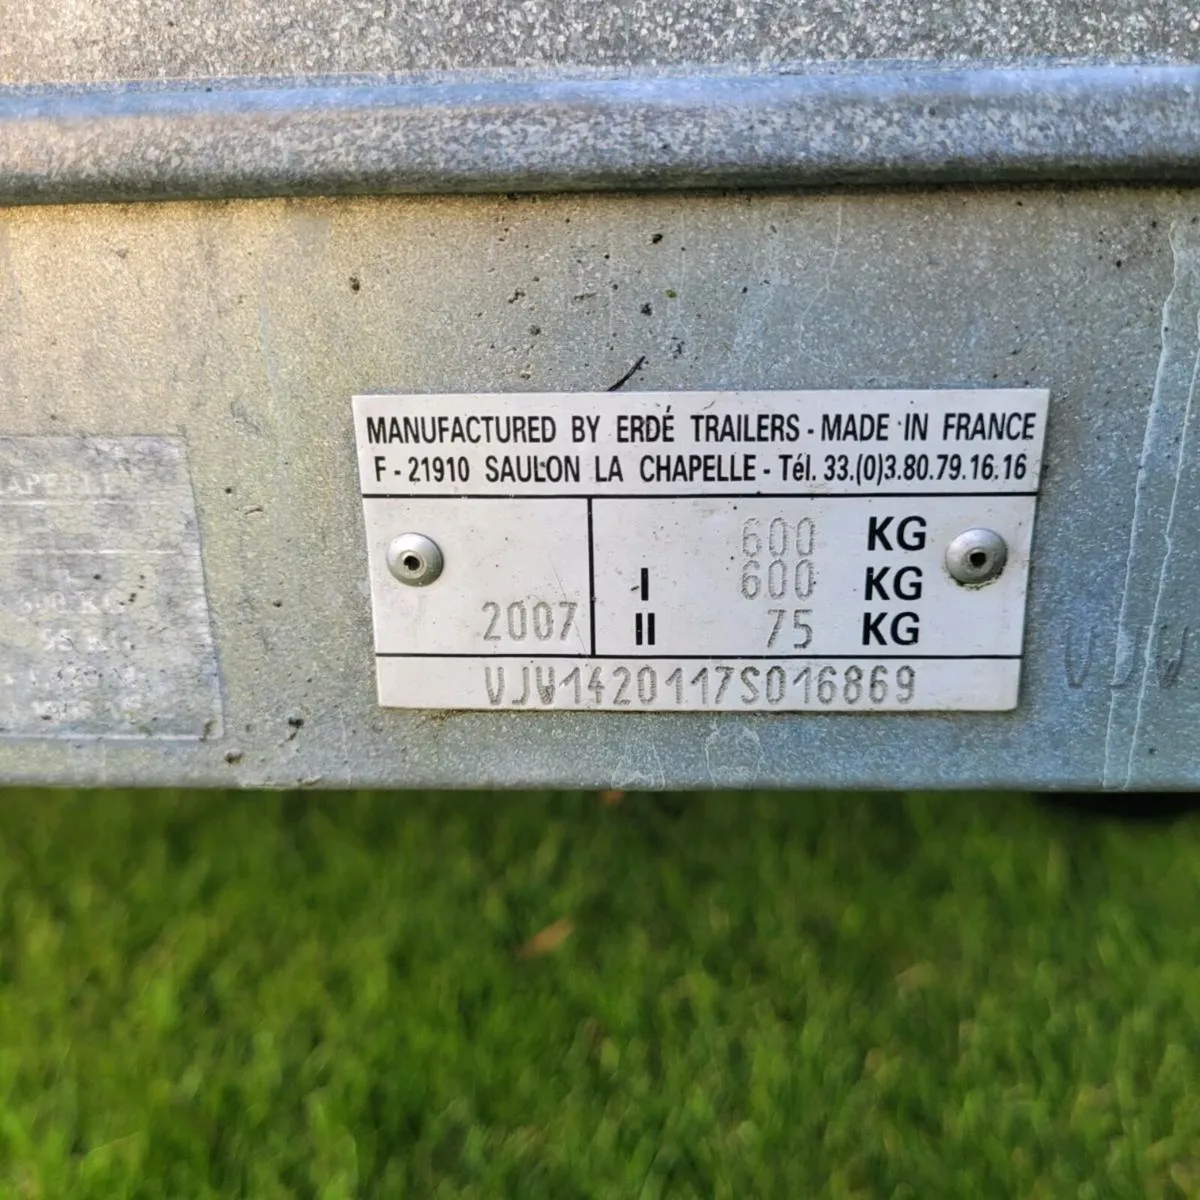 MANUFACTURED BY ERDÉ TRAILERS - MADE IN FRANCE
F - 21910 SAULON LA CHAPELLE - Tél. 33.(0)3.80.79.16.16
600 KG
I 600 KG
2007 II 75 KG
VJW1420117S016869
VJW